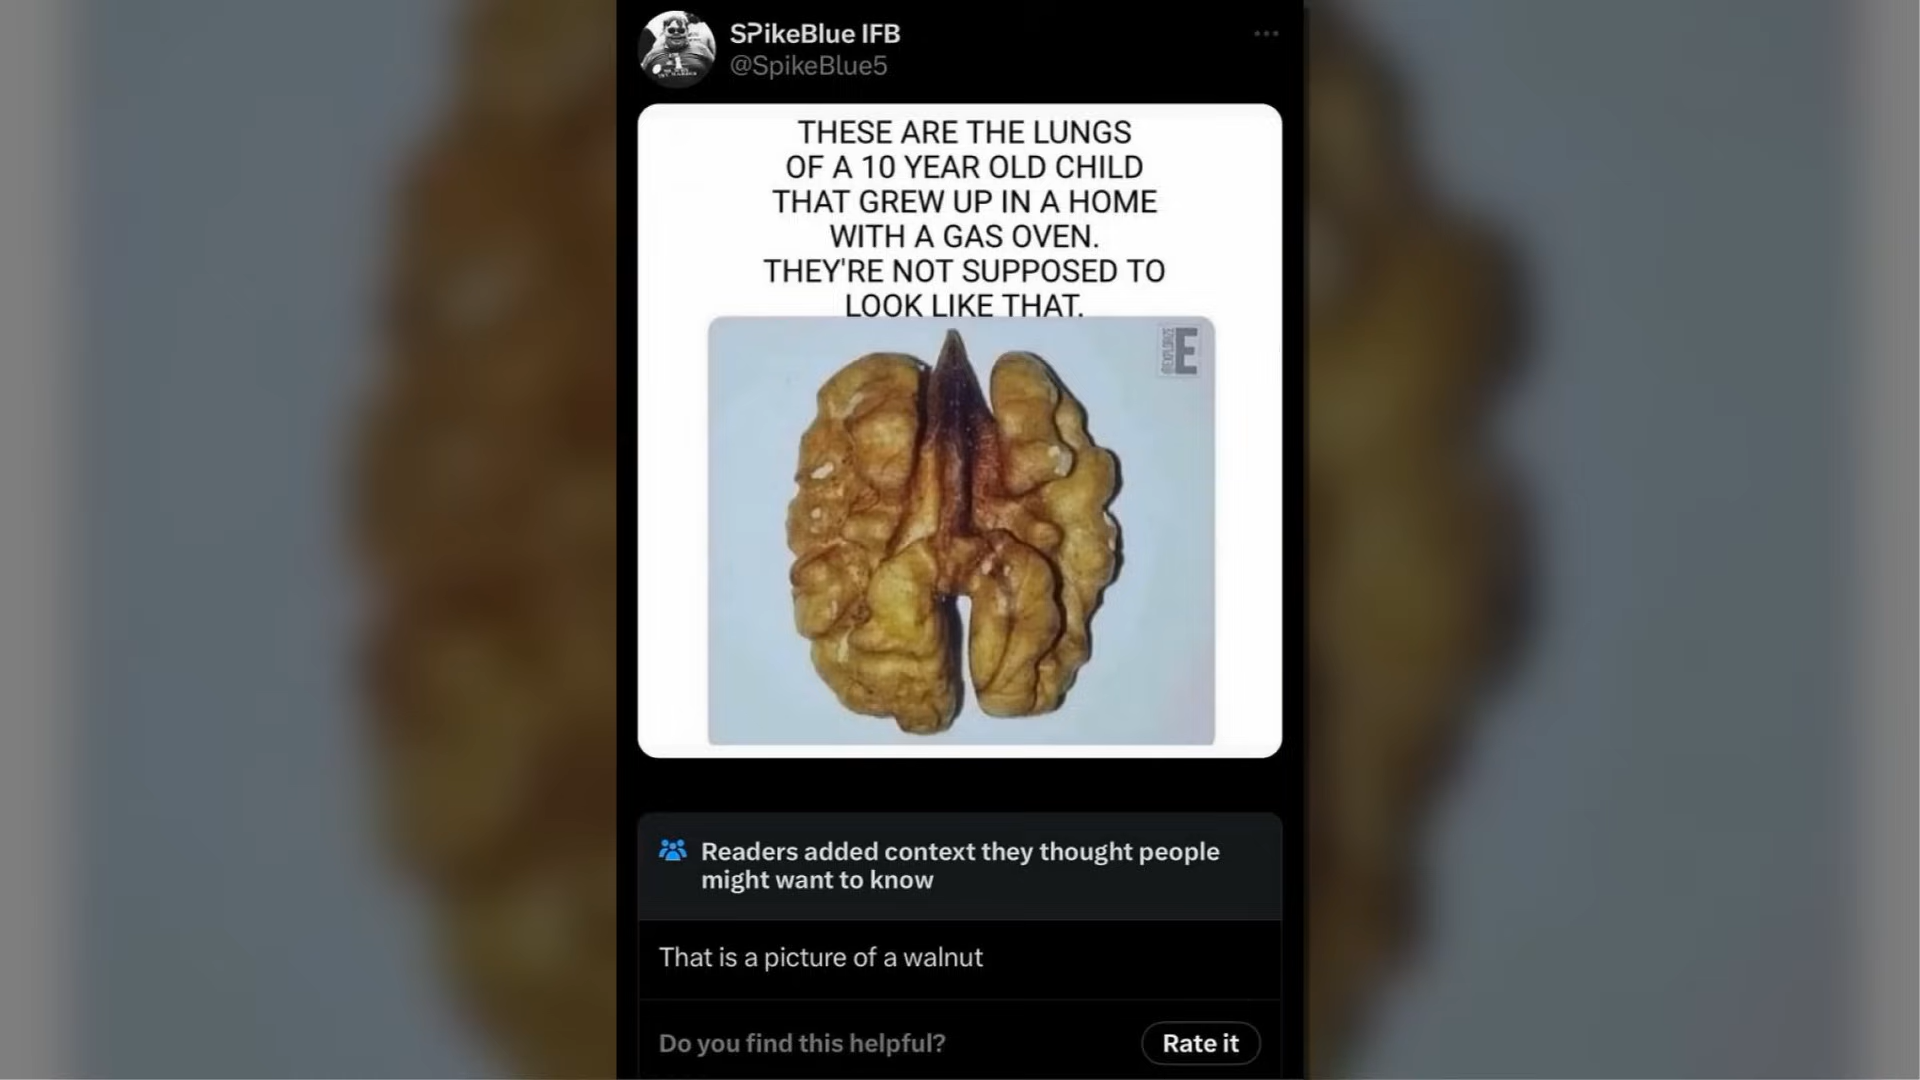 SPikeBlue IFB
@SpikeBlue5
THESE ARE THE LUNGS
OF A 10 YEAR OLD CHILD
THAT GREW UP IN A HOME
WITH A GAS OVEN.
THEY'RE NOT SUPPOSED TO
LOOK LIKE THAT.
E
Readers added context they thought people
might want to know
That is a picture of a walnut
Do you find this helpful?
Rate it